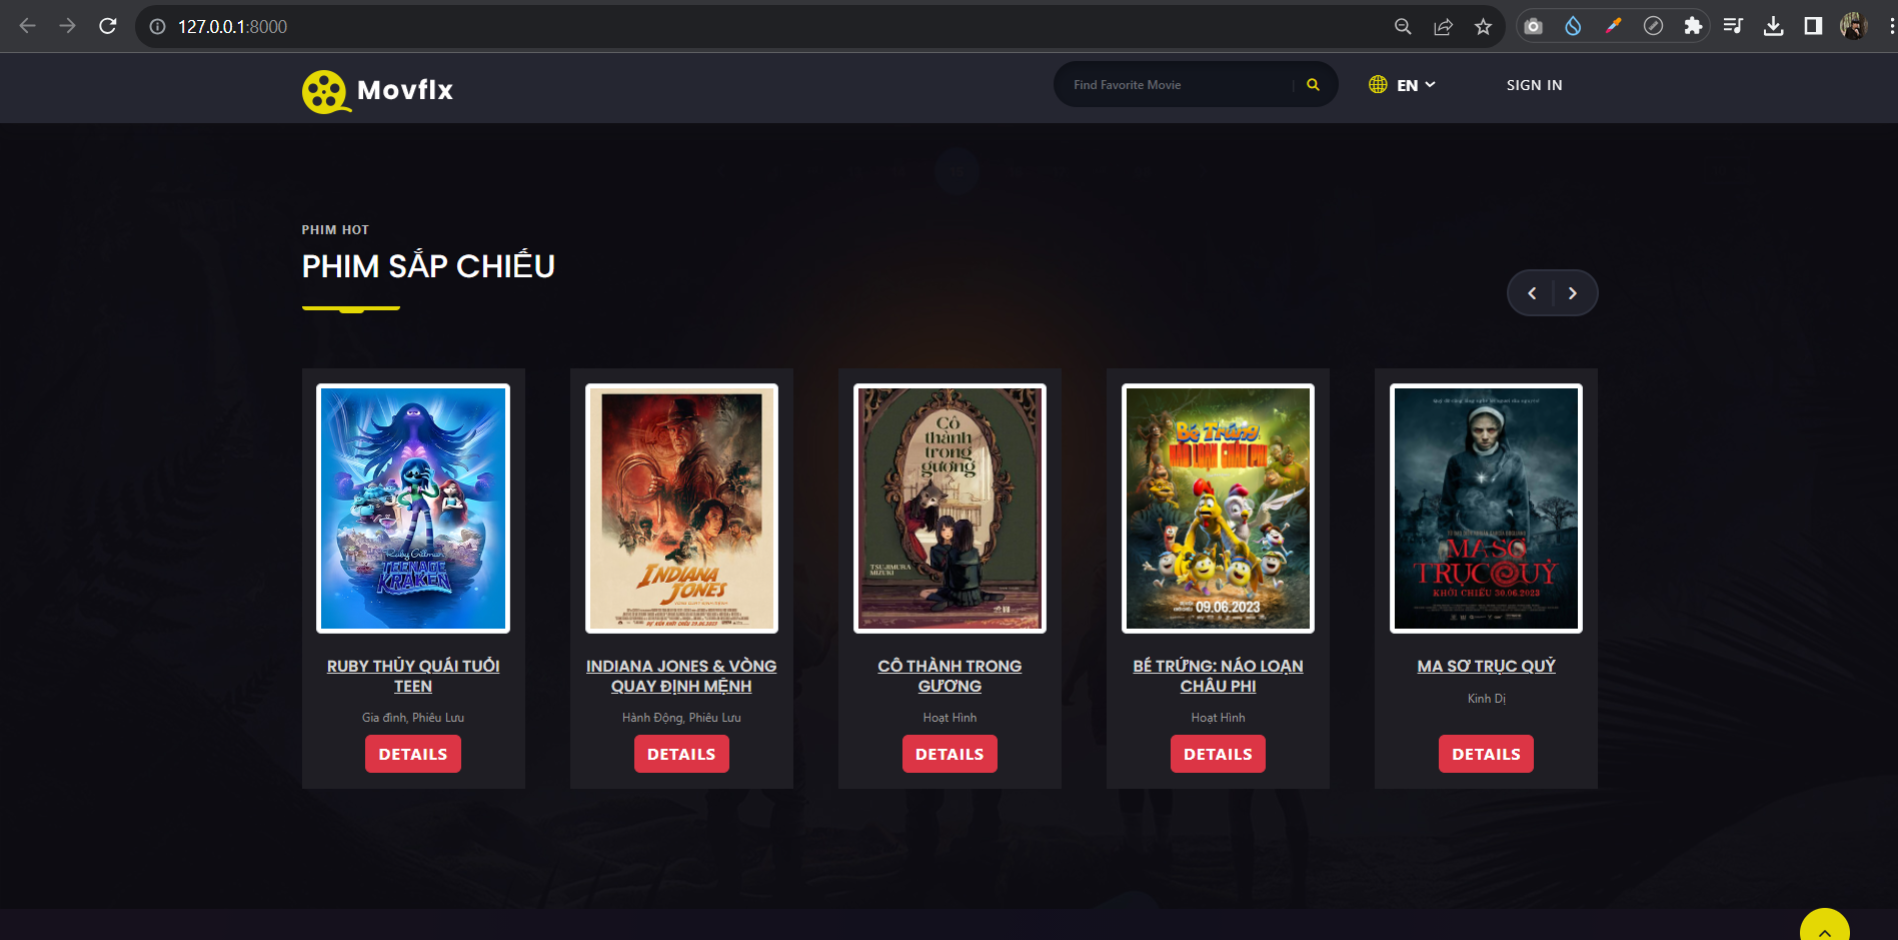 127.0.0.1:8000
Movflx
Find Favorite Movie
EN
SIGN IN
PHIM HOT
PHIM SẮP CHIẾU
Ruby Gillman
TEENAGE
KRAKEN
INDIANA
JONES
Cô
thành
trong
gương
TSUJIMURA
MIZUKI
Bé Trứng
NÁO LOẠN CHÂU PHI
09.06.2023
MA SƠ
TRỤC QUỶ
KHỞI CHIẾU 30.06.2023
RUBY THỦY QUÁI TUỔI
TEEN
Gia đình, Phiêu Lưu
DETAILS
INDIANA JONES & VÒNG
QUAY ĐỊNH MỆNH
Hành Động, Phiêu Lưu
DETAILS
CÔ THÀNH TRONG
GƯƠNG
Hoạt Hình
DETAILS
BÉ TRỨNG: NÁO LOẠN
CHÂU PHI
Hoạt Hình
DETAILS
MA SƠ TRỤC QUỶ
Kinh Dị
DETAILS